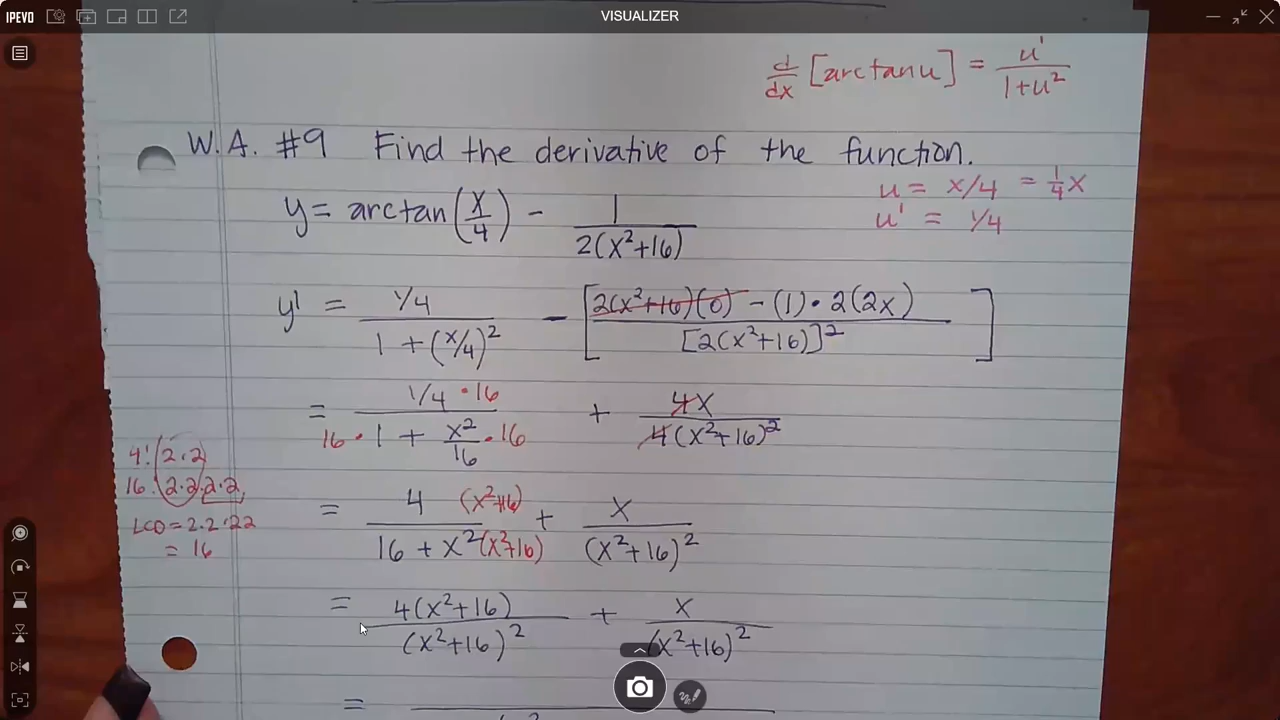 IPEVO VISUALIZER
d/dx [arctan u] = u'/(1+u²)
W.A. #9 Find the derivative of the function.
u = x/4 = 1/4 x
u' = 1/4
y = arctan(x/4) - 1/(2(x²+16))
y' = (1/4)/(1+(x/4)²) - [(2(x²+16)(0) - (1)·2(2x))/[2(x²+16)]²]
= (1/4 ·16)/(16·1 + x²/16 ·16) + 4x/(4(x²+16)²)
4: 2·2
16: 2·2·2·2
LCD = 2·2·22
= 16
= 4 (x²+16)/(16+x² (x²+16)) + x/(x²+16)²
= 4(x²+16)/(x²+16)² + x/(x²+16)²
=